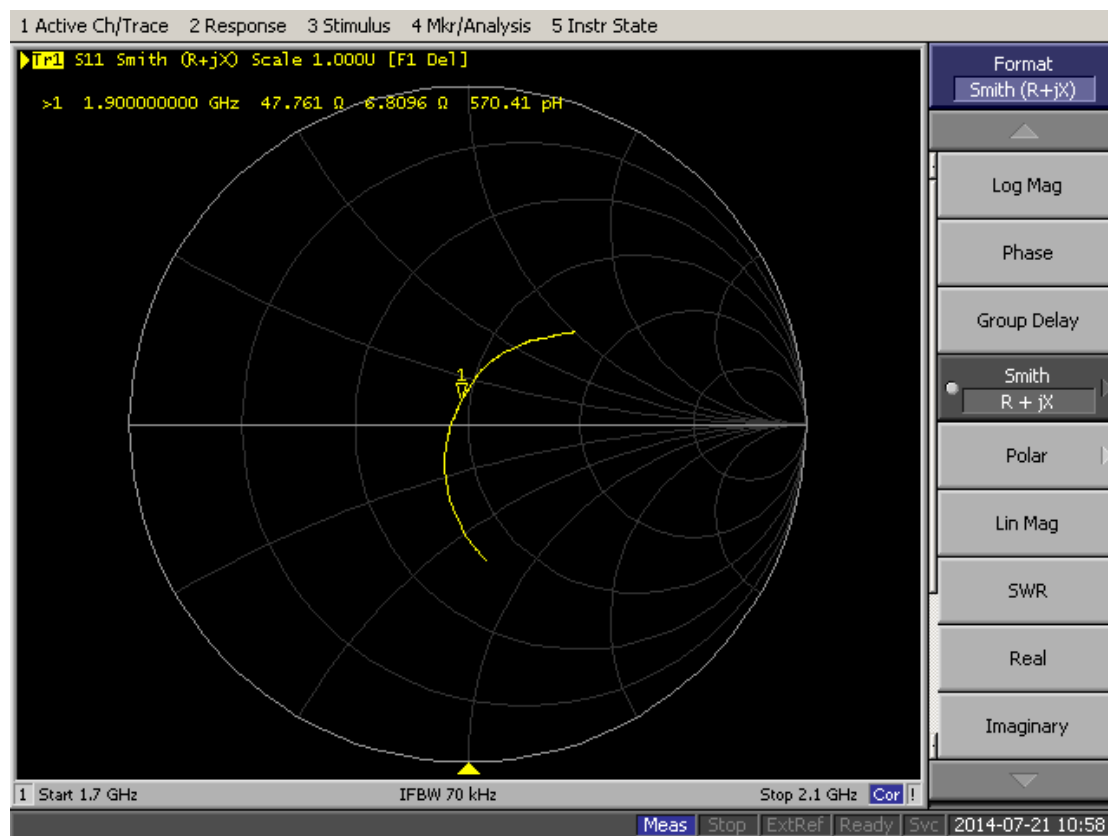 1 Active Ch/Trace 2 Response 3 Stimulus 4 Mkr/Analysis 5 Instr State
Tr1 S11 Smith (R+jX) Scale 1.000U [F1 Del]
>1 1.900000000 GHz 47.761 Ω 6.8096 Ω 570.41 pH
1
Format
Smith (R+jX)
Log Mag
Phase
Group Delay
Smith
R + jX
Polar
Lin Mag
SWR
Real
Imaginary
1 Start 1.7 GHz IFBW 70 kHz Stop 2.1 GHz Cor !
Meas Stop ExtRef Ready Svc 2014-07-21 10:58